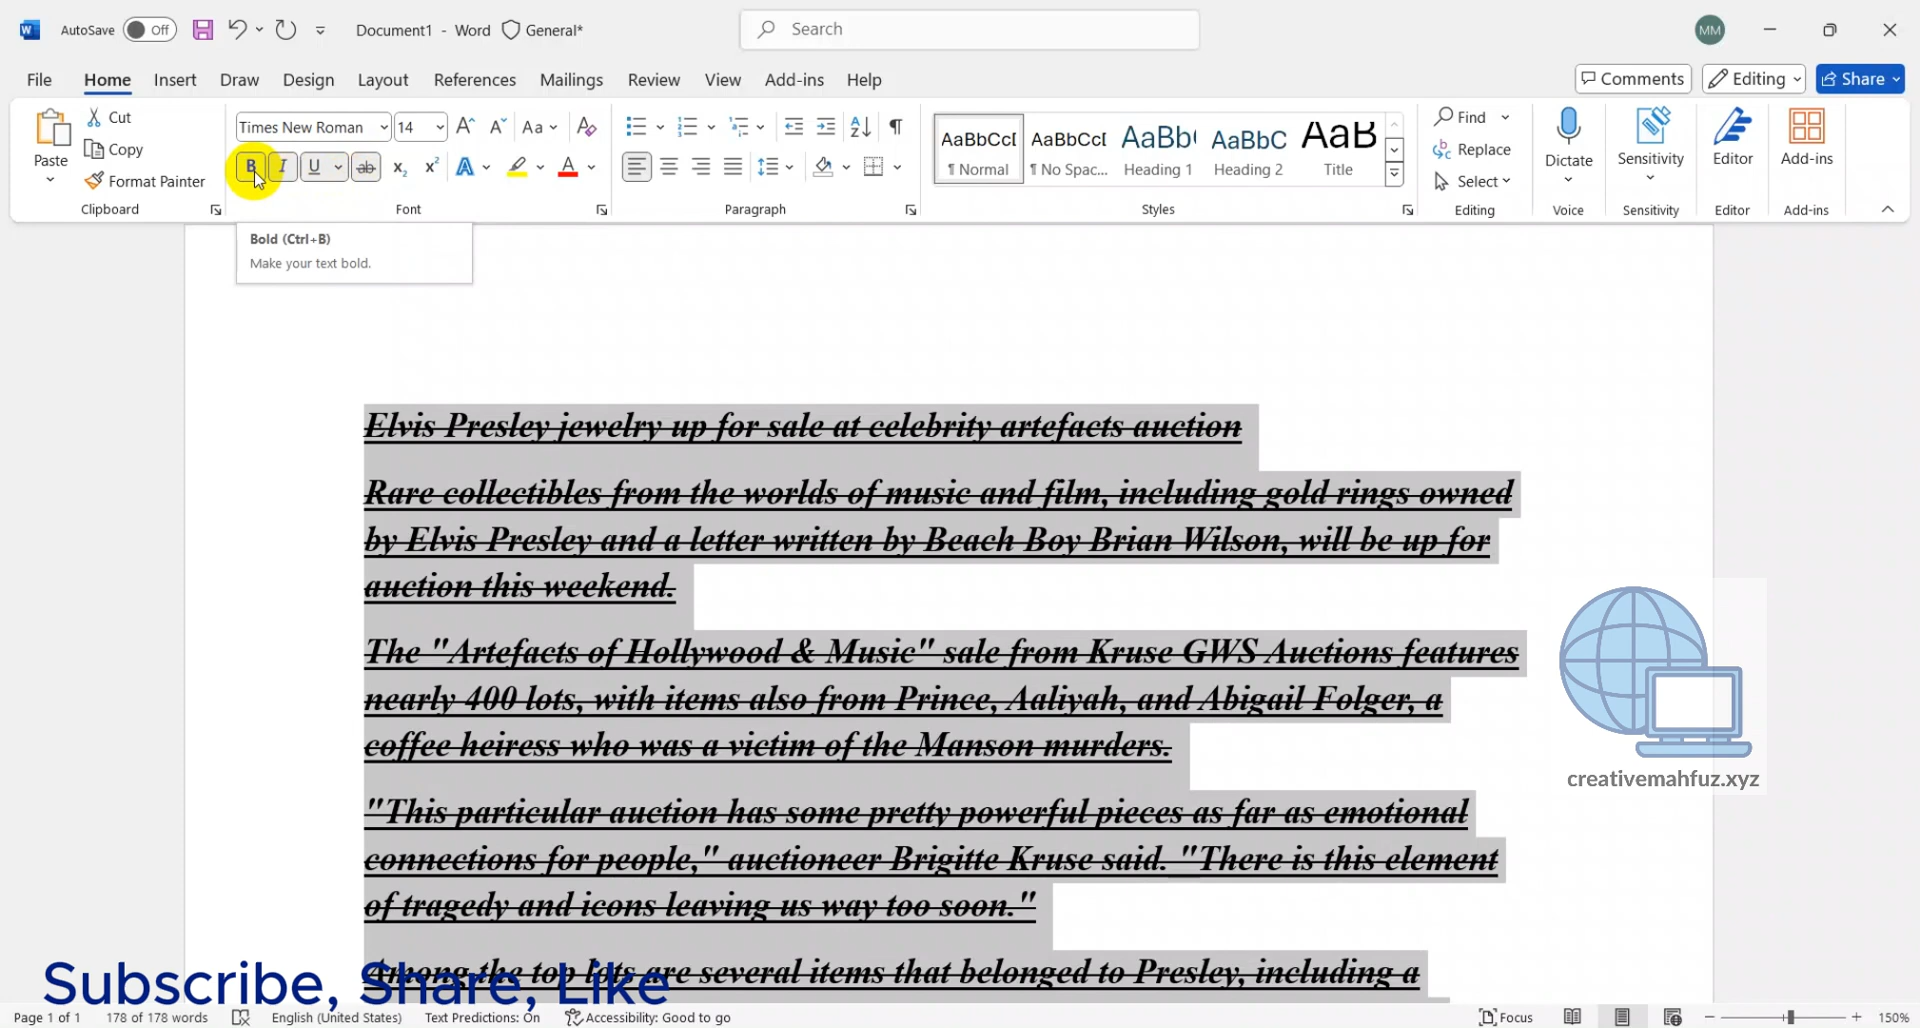 AutoSave Off Document1 - Word General* Search MM
File Home Insert Draw Design Layout References Mailings Review View Add-ins Help Comments Editing Share
Paste Cut Copy Format Painter
Clipboard
Times New Roman 14 Aa
B I U ab x₂ x² A A
Font
Paragraph
AaBbCcI AaBbCcI AaBb( AaBbC AaB
¶ Normal ¶ No Spac... Heading 1 Heading 2 Title
Styles
Find Replace Select
Editing
Dictate
Voice
Sensitivity
Sensitivity
Editor
Editor
Add-ins
Add-ins
Bold (Ctrl+B)
Make your text bold.
Elvis Presley jewelry up for sale at celebrity artefacts auction
Rare collectibles from the worlds of music and film, including gold rings owned
by Elvis Presley and a letter written by Beach Boy Brian Wilson, will be up for
auction this weekend.
The "Artefacts of Hollywood & Music" sale from Kruse GWS Auctions features
nearly 400 lots, with items also from Prince, Aaliyah, and Abigail Folger, a
coffee heiress who was a victim of the Manson murders.
"This particular auction has some pretty powerful pieces as far as emotional
connections for people," auctioneer Brigitte Kruse said. "There is this element
of tragedy and icons leaving us way too soon."
Among the top lots are several items that belonged to Presley, including a
creativemahfuz.xyz
Subscribe, Share, Like
Page 1 of 1 178 of 178 words English (United States) Text Predictions: On Accessibility: Good to go Focus 150%